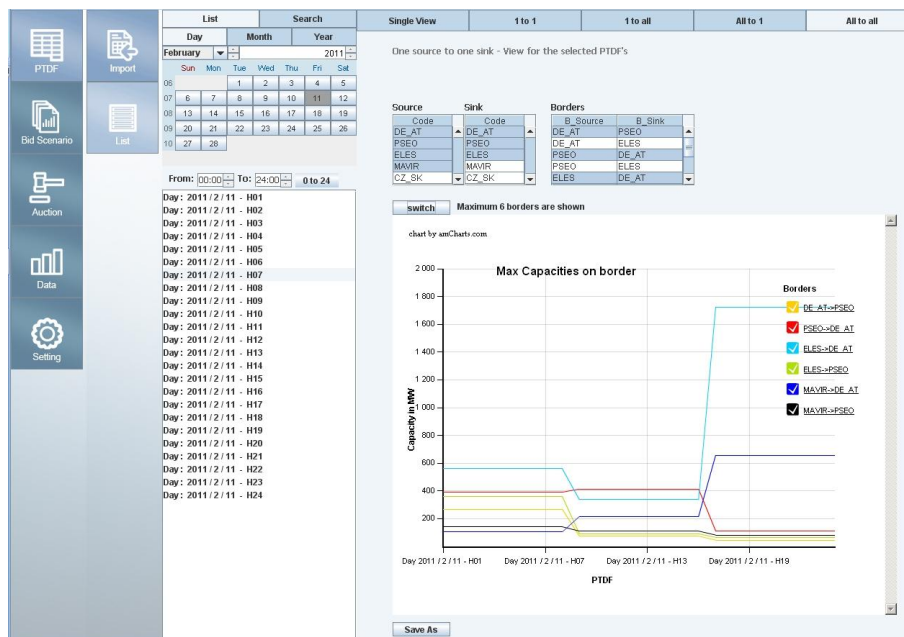 PTDF
Bid Scenario
Auction
Data
Setting
Import
List
List Search
Day Month Year
February 2011
Sun Mon Tue Wed Thu Fri Sat
06 1 2 3 4 5
07 6 7 8 9 10 11 12
08 13 14 15 16 17 18 19
09 20 21 22 23 24 25 26
10 27 28
From: 00:00 To: 24:00 0 to 24
Day: 2011 / 2 / 11 - H01
Day: 2011 / 2 / 11 - H02
Day: 2011 / 2 / 11 - H03
Day: 2011 / 2 / 11 - H04
Day: 2011 / 2 / 11 - H05
Day: 2011 / 2 / 11 - H06
Day: 2011 / 2 / 11 - H07
Day: 2011 / 2 / 11 - H08
Day: 2011 / 2 / 11 - H09
Day: 2011 / 2 / 11 - H10
Day: 2011 / 2 / 11 - H11
Day: 2011 / 2 / 11 - H12
Day: 2011 / 2 / 11 - H13
Day: 2011 / 2 / 11 - H14
Day: 2011 / 2 / 11 - H15
Day: 2011 / 2 / 11 - H16
Day: 2011 / 2 / 11 - H17
Day: 2011 / 2 / 11 - H18
Day: 2011 / 2 / 11 - H19
Day: 2011 / 2 / 11 - H20
Day: 2011 / 2 / 11 - H21
Day: 2011 / 2 / 11 - H22
Day: 2011 / 2 / 11 - H23
Day: 2011 / 2 / 11 - H24
Single View 1 to 1 1 to all All to 1 All to all
One source to one sink - View for the selected PTDF's
Source Sink Borders
Code Code B_Source B_Sink
DE_AT DE_AT DE_AT PSEO
PSEO PSEO DE_AT ELES
ELES ELES PSEO DE_AT
MAVIR MAVIR PSEO ELES
CZ_SK CZ_SK ELES DE_AT
switch Maximum 6 borders are shown
chart by amCharts.com
Max Capacities on border
Capacity in MW
2 000
1 800
1 600
1 400
1 200
1 000
800
600
400
200
Borders
DE_AT->PSEO
PSEO->DE_AT
ELES->DE_AT
ELES->PSEO
MAVIR->DE_AT
MAVIR->PSEO
Day 2011 / 2 / 11 - H01 Day 2011 / 2 / 11 - H07 Day 2011 / 2 / 11 - H13 Day 2011 / 2 / 11 - H19
PTDF
Save As